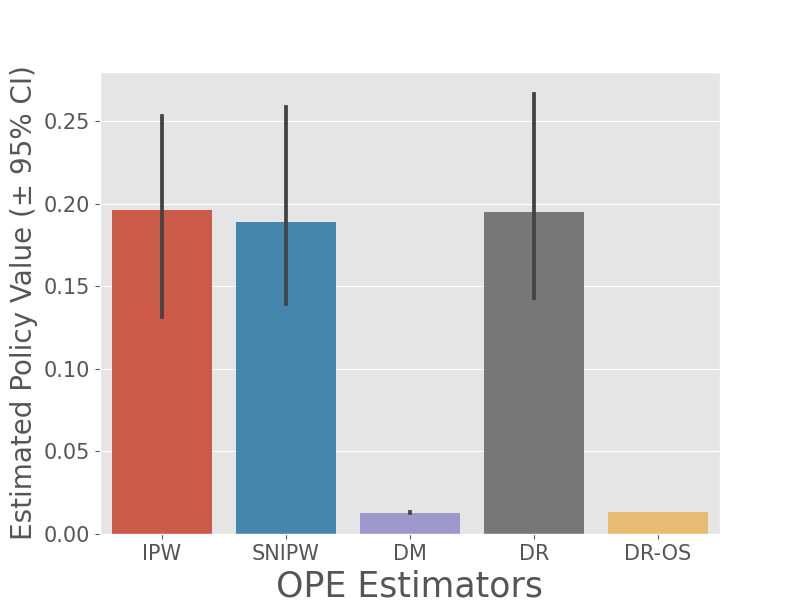 Estimated Policy Value (± 95% CI)
0.25
0.20
0.15
0.10
0.05
0.00
IPW SNIPW DM DR DR-OS
OPE Estimators